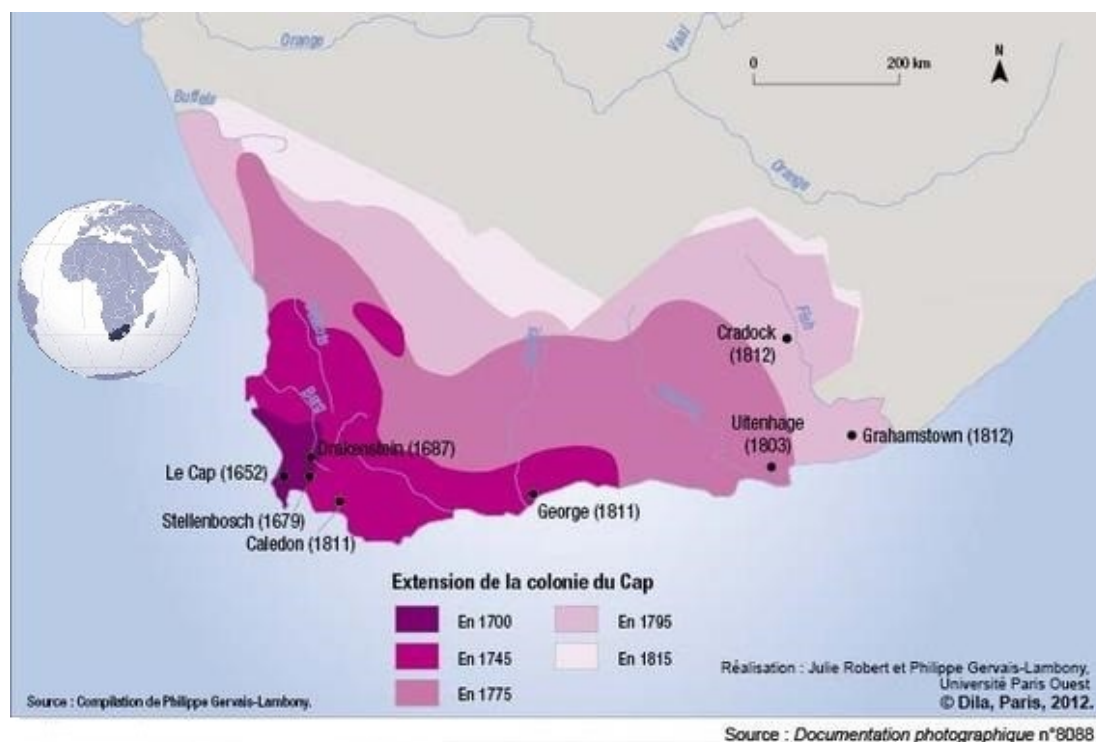 Orange
Vaal
0 200 km
N
Buffels
Orange
Fish
Cradock
(1812)
Berg
Uitenhage
(1803)
Drakenstein (1687)
Grahamstown (1812)
Le Cap (1652)
Stellenbosch (1679)
George (1811)
Caledon (1811)
Extension de la colonie du Cap
En 1700
En 1795
En 1745
En 1815
En 1775
Réalisation : Julie Robert et Philippe Gervais-Lambony,
Université Paris Ouest
© Dila, Paris, 2012.
Source : Compilation de Philippe Gervais-Lambony.
Source : Documentation photographique n°8088